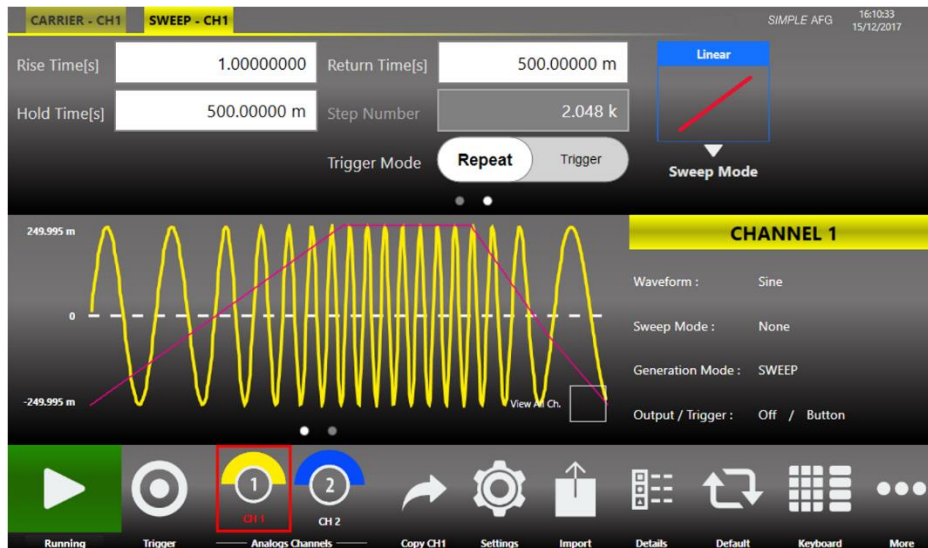 CARRIER - CH1
SWEEP - CH1
SIMPLE AFG
16:10:33
15/12/2017
Rise Time[s]
1.00000000
Return Time[s]
500.00000 m
Linear
Hold Time[s]
500.00000 m
Step Number
2.048 k
Trigger Mode
Repeat
Trigger
Sweep Mode
249.995 m
0
-249.995 m
View All Ch.
CHANNEL 1
Waveform : Sine
Sweep Mode : None
Generation Mode : SWEEP
Output / Trigger : Off / Button
1
2
CH 1
CH 2
Running
Trigger
Analogs Channels
Copy CH1
Settings
Import
Details
Default
Keyboard
More